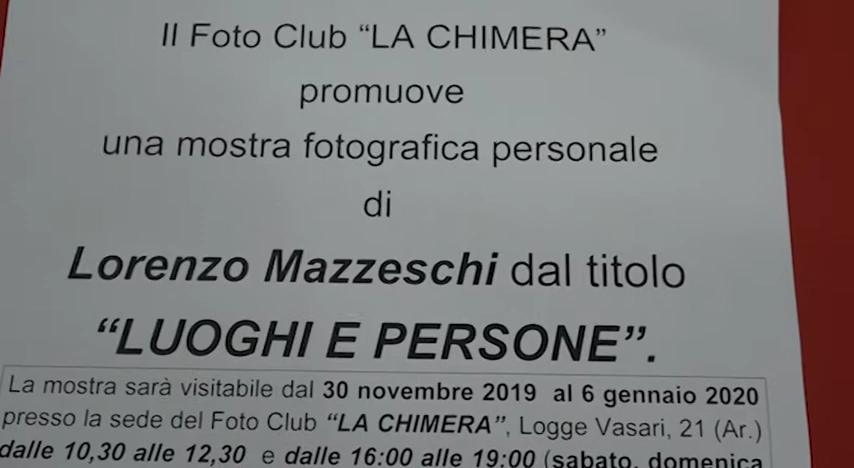 Il Foto Club “LA CHIMERA”
promuove
una mostra fotografica personale
di
Lorenzo Mazzeschi dal titolo
“LUOGHI E PERSONE”.
La mostra sarà visitabile dal 30 novembre 2019 al 6 gennaio 2020
presso la sede del Foto Club “LA CHIMERA”, Logge Vasari, 21 (Ar.)
dalle 10,30 alle 12,30 e dalle 16:00 alle 19:00 (sabato, domenica